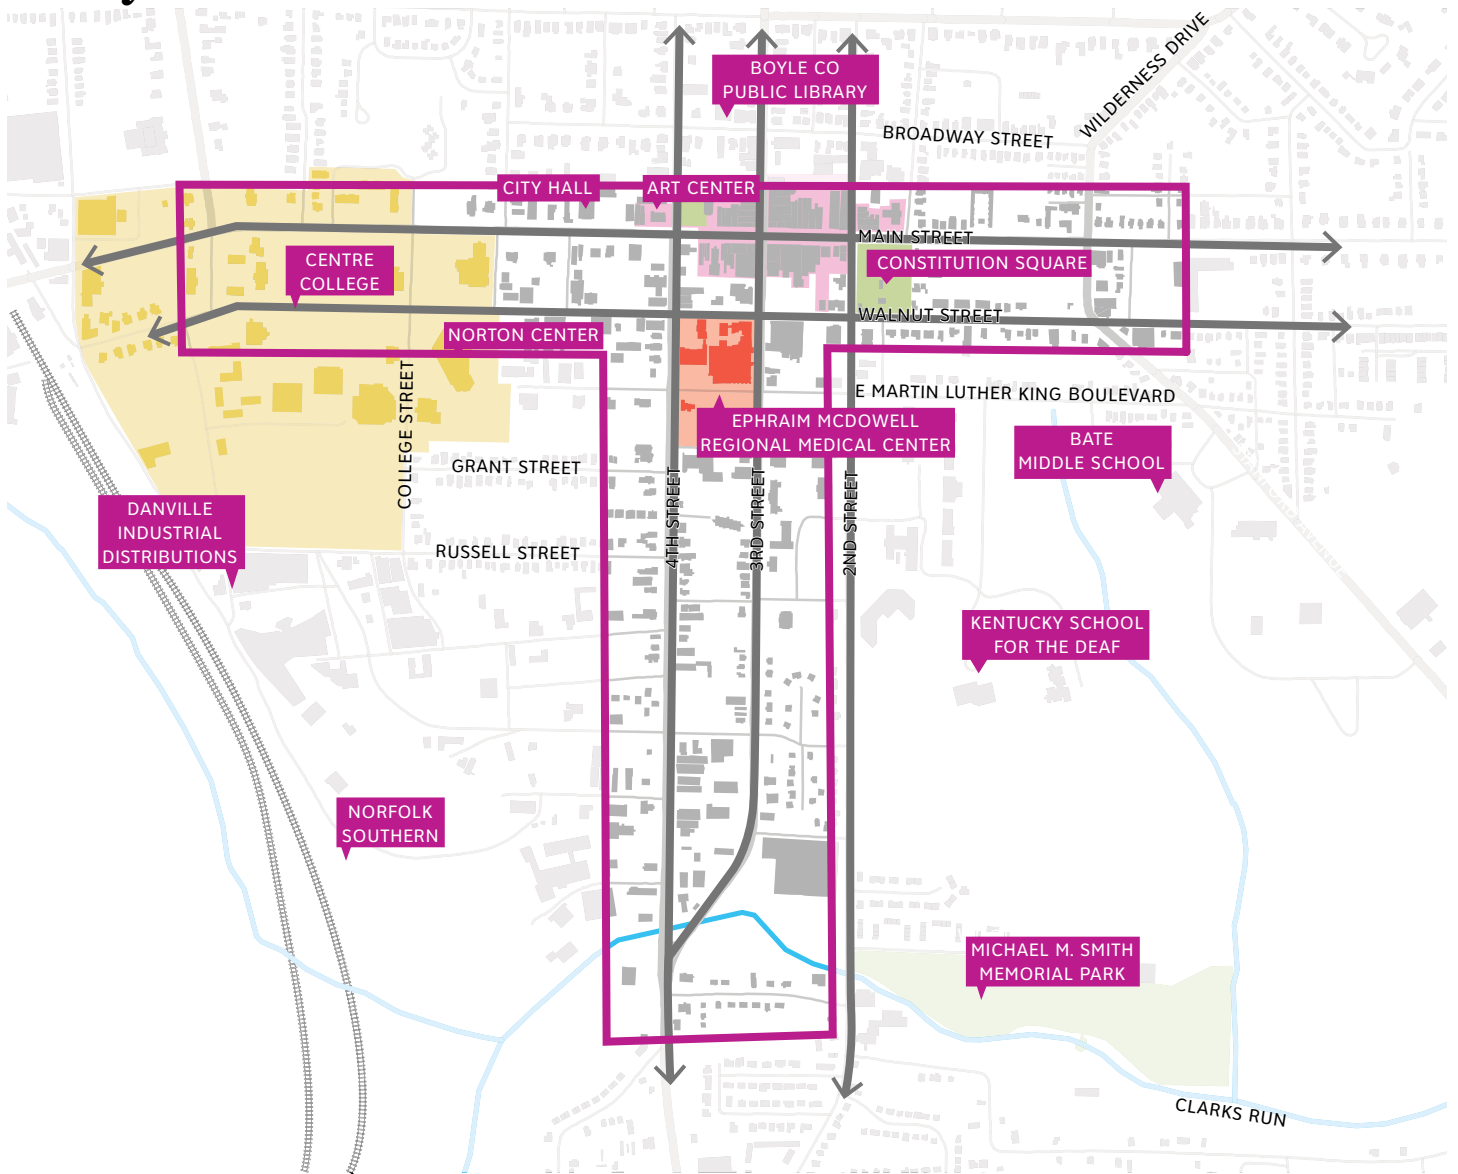 BOYLE CO
PUBLIC LIBRARY
WILDERNESS DRIVE
BROADWAY STREET
CITY HALL
ART CENTER
MAIN STREET
CENTRE
COLLEGE
CONSTITUTION SQUARE
WALNUT STREET
NORTON CENTER
E MARTIN LUTHER KING BOULEVARD
COLLEGE STREET
EPHRAIM MCDOWELL
REGIONAL MEDICAL CENTER
BATE
MIDDLE SCHOOL
GRANT STREET
4TH STREET
3RD STREET
2ND STREET
DANVILLE
INDUSTRIAL
DISTRIBUTIONS
RUSSELL STREET
KENTUCKY SCHOOL
FOR THE DEAF
NORFOLK
SOUTHERN
MICHAEL M. SMITH
MEMORIAL PARK
CLARKS RUN